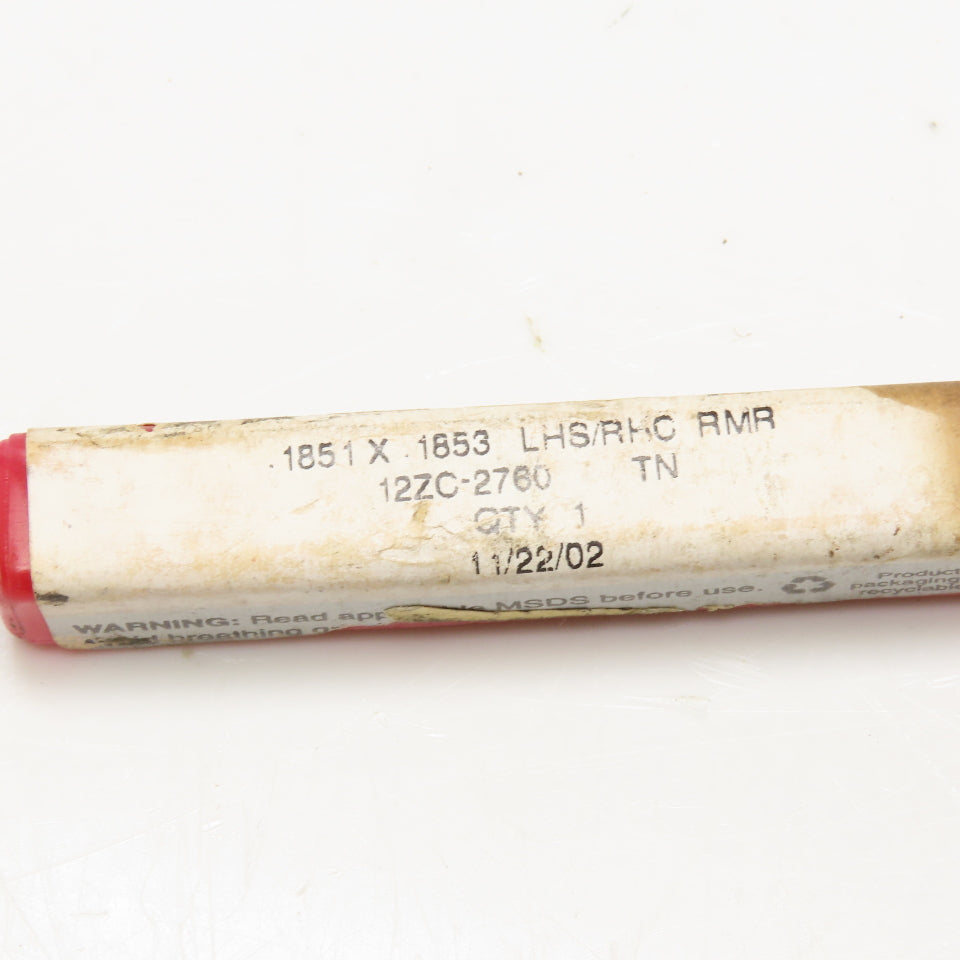 .1851 X .1853 LHS/RHC RMR
12ZC-2760 TN
QTY 1
11/22/02
WARNING: Read MSDS before use.
breathing
Product
packaging
recyclable